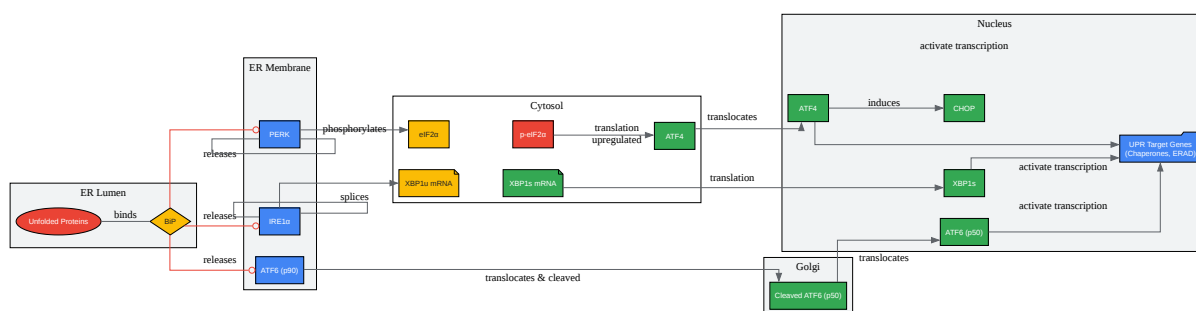 Nucleus
activate transcription
ER Membrane
Cytosol
ATF4
induces
CHOP
PERK
phosphorylates
eIF2α
p-eIF2α
translation
upregulated
ATF4
translocates
releases
UPR Target Genes
(Chaperones, ERAD)
activate transcription
XBP1u mRNA
XBP1s mRNA
translation
XBP1s
ER Lumen
splices
Unfolded Proteins
binds
BiP
releases
IRE1α
activate transcription
ATF6 (p50)
releases
ATF6 (p90)
translocates & cleaved
Golgi
translocates
Cleaved ATF6 (p50)